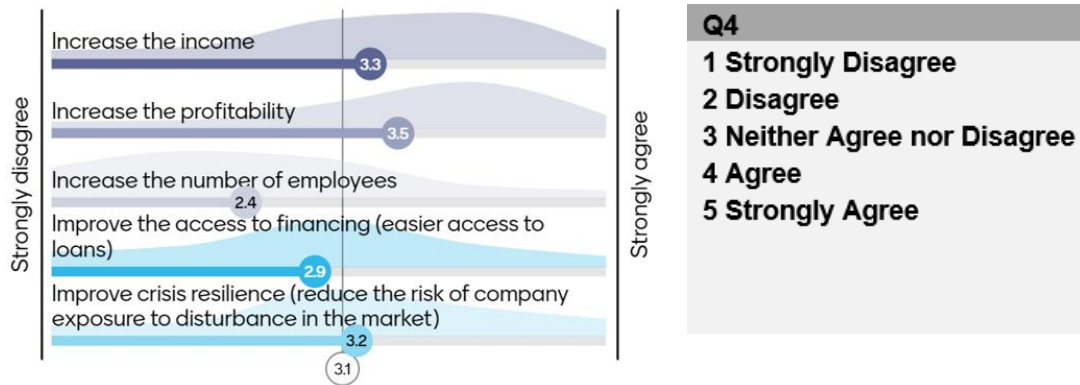 Strongly disagree
Increase the income
3.3
Increase the profitability
3.5
Increase the number of employees
2.4
Improve the access to financing (easier access to
loans)
2.9
Improve crisis resilience (reduce the risk of company
exposure to disturbance in the market)
3.2
3.1
Strongly agree
Q4
1 Strongly Disagree
2 Disagree
3 Neither Agree nor Disagree
4 Agree
5 Strongly Agree